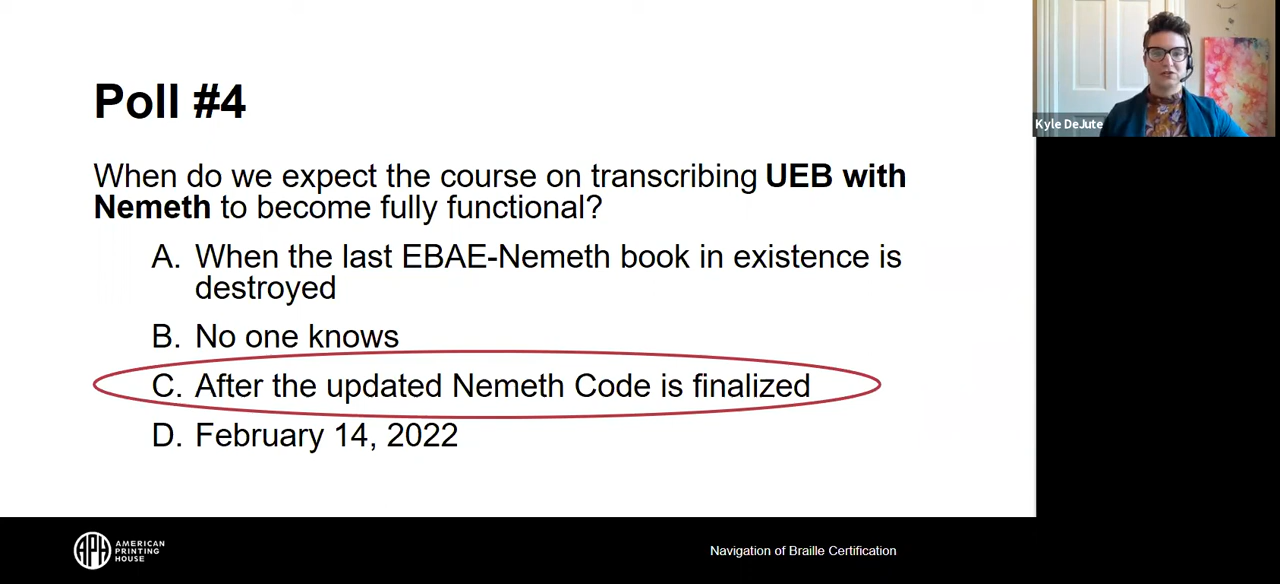 Poll #4
Kyle DeJute
When do we expect the course on transcribing UEB with
Nemeth to become fully functional?
A. When the last EBAE-Nemeth book in existence is
destroyed
B. No one knows
C. After the updated Nemeth Code is finalized
D. February 14, 2022
APH
AMERICAN
PRINTING
HOUSE
Navigation of Braille Certification